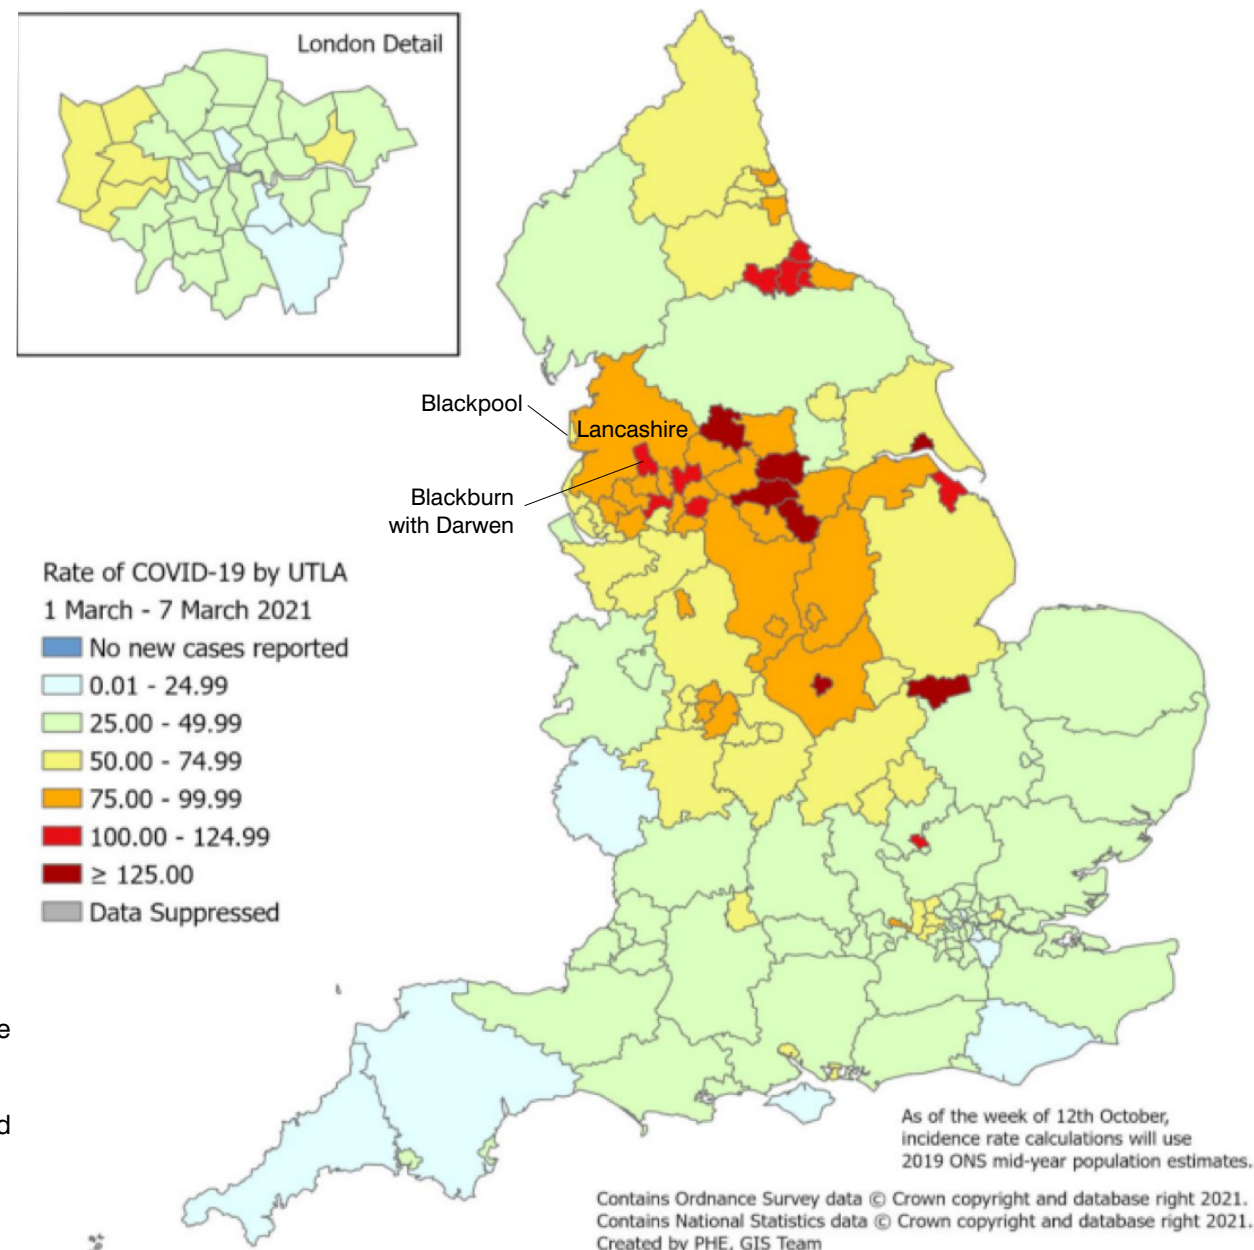 London Detail
Blackpool
Lancashire
Blackburn
with Darwen
Rate of COVID-19 by UTLA
1 March - 7 March 2021
No new cases reported
0.01 - 24.99
25.00 - 49.99
50.00 - 74.99
75.00 - 99.99
100.00 - 124.99
≥ 125.00
Data Suppressed
e
d
As of the week of 12th October,
incidence rate calculations will use
2019 ONS mid-year population estimates.
Contains Ordnance Survey data © Crown copyright and database right 2021.
Contains National Statistics data © Crown copyright and database right 2021.
Created by PHE, GIS Team